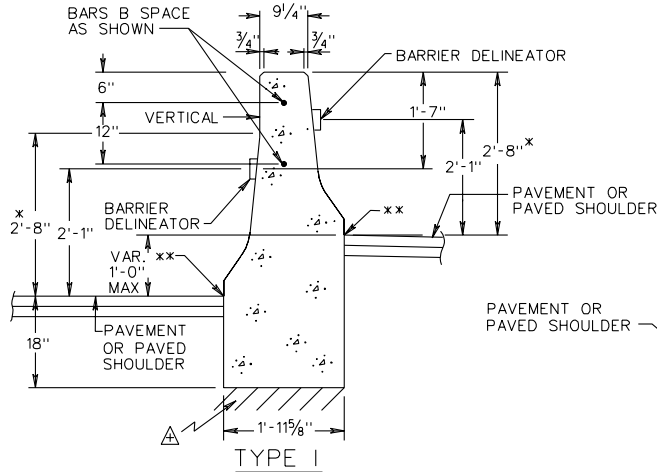 BARS B SPACE
AS SHOWN
9¼"
¾"
¾"
BARRIER DELINEATOR
6"
VERTICAL
12"
1'-7"
2'-8"*
2'-1"
*
2'-8"
2'-1"
BARRIER
DELINEATOR
**
PAVEMENT OR
PAVED SHOULDER
VAR. **
1'-0"
MAX
PAVEMENT OR
PAVED SHOULDER
PAVEMENT
OR PAVED
SHOULDER
18"
1'-11⅝"
TYPE I